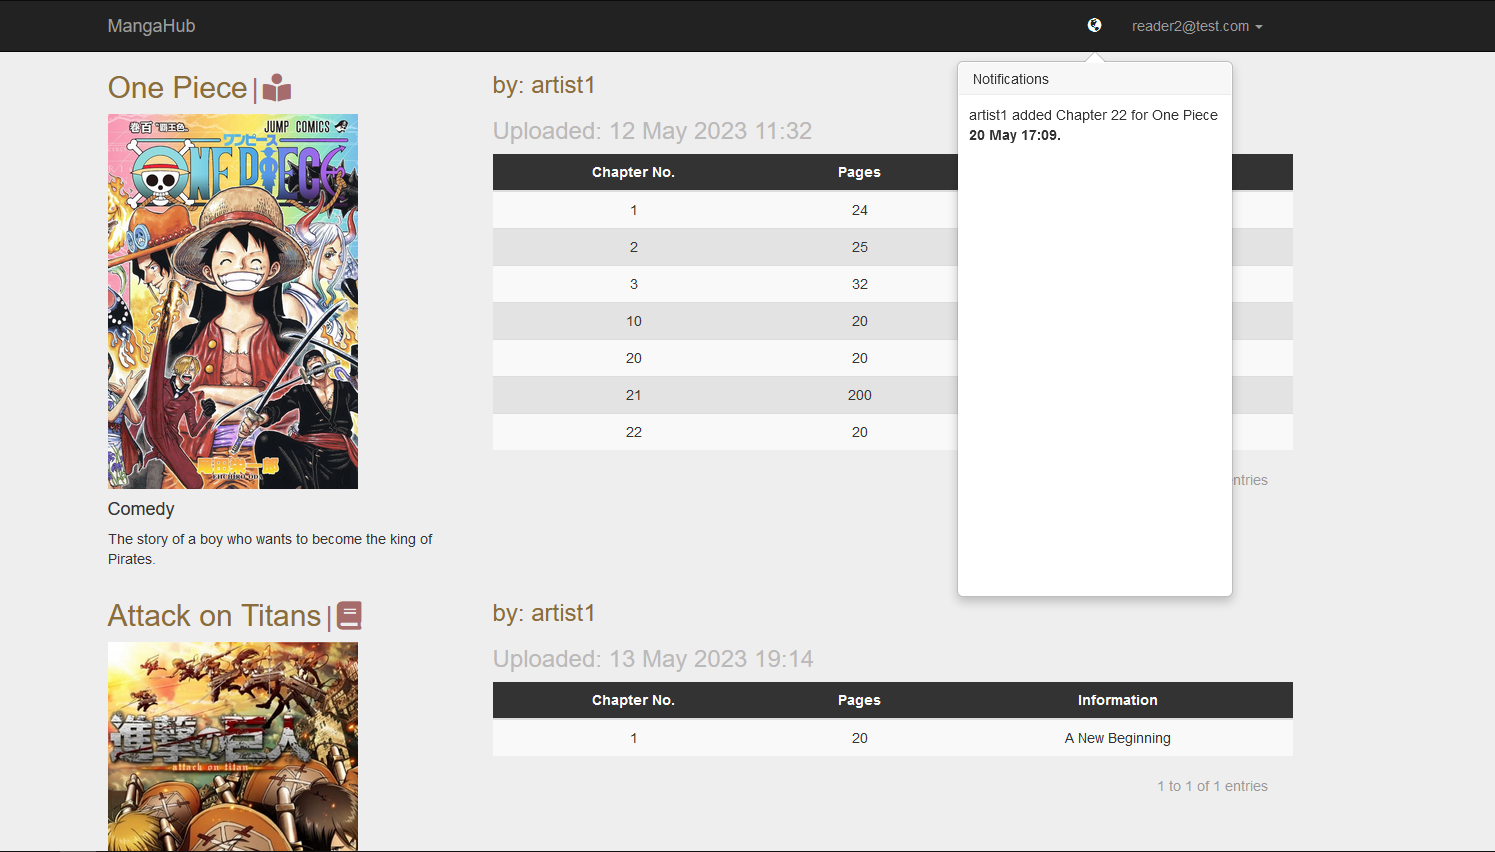 MangaHub
reader2@test.com
Notifications
artist1 added Chapter 22 for One Piece
20 May 17:09.
One Piece |
巻百 "覇王色"
JUMP COMICS
ワンピース
ONE PIECE
尾田栄一郎
EIICHIRO ODA
Comedy
The story of a boy who wants to become the king of
Pirates.
by: artist1
Uploaded: 12 May 2023 11:32
Chapter No. Pages
1 24
2 25
3 32
10 20
20 20
21 200
22 20
entries
Attack on Titans |
進撃の巨人
attack on titan
by: artist1
Uploaded: 13 May 2023 19:14
Chapter No. Pages Information
1 20 A New Beginning
1 to 1 of 1 entries